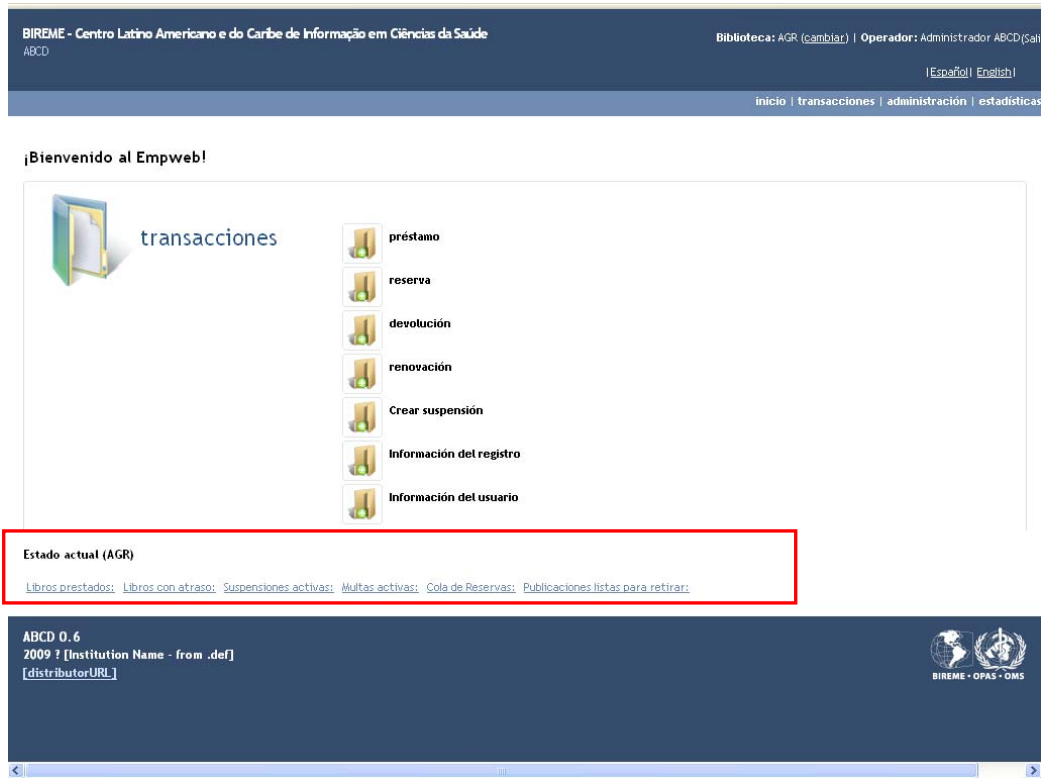 BIREME - Centro Latino Americano e do Caribe de Informação em Ciências da Saúde
ABCD
Biblioteca: AGR (cambiar) | Operador: Administrador ABCD(Sali
|Español| English|
inicio | transacciones | administración | estadísticas
¡Bienvenido al Empweb!
transacciones
préstamo
reserva
devolución
renovación
Crear suspensión
Información del registro
Información del usuario
Estado actual (AGR)
Libros prestados: Libros con atraso: Suspensiones activas: Multas activas: Cola de Reservas: Publicaciones listas para retirar:
ABCD 0.6
2009 ? [Institution Name - from .def]
[distributorURL]
BIREME • OPAS • OMS